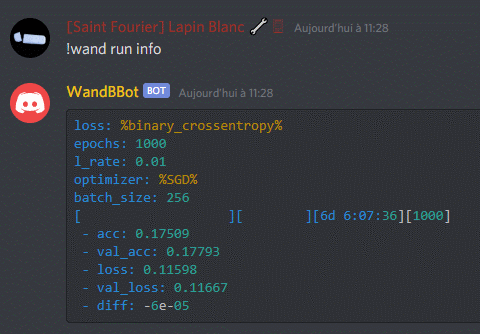 [Saint Fourier] Lapin Blanc Aujourd'hui à 11:28
!wand run info
WandBBot BOT Aujourd'hui à 11:28
loss: %binary_crossentropy%
epochs: 1000
l_rate: 0.01
optimizer: %SGD%
batch_size: 256
[ ][ ][6d 6:07:36][1000]
- acc: 0.17509
- val_acc: 0.17793
- loss: 0.11598
- val_loss: 0.11667
- diff: -6e-05